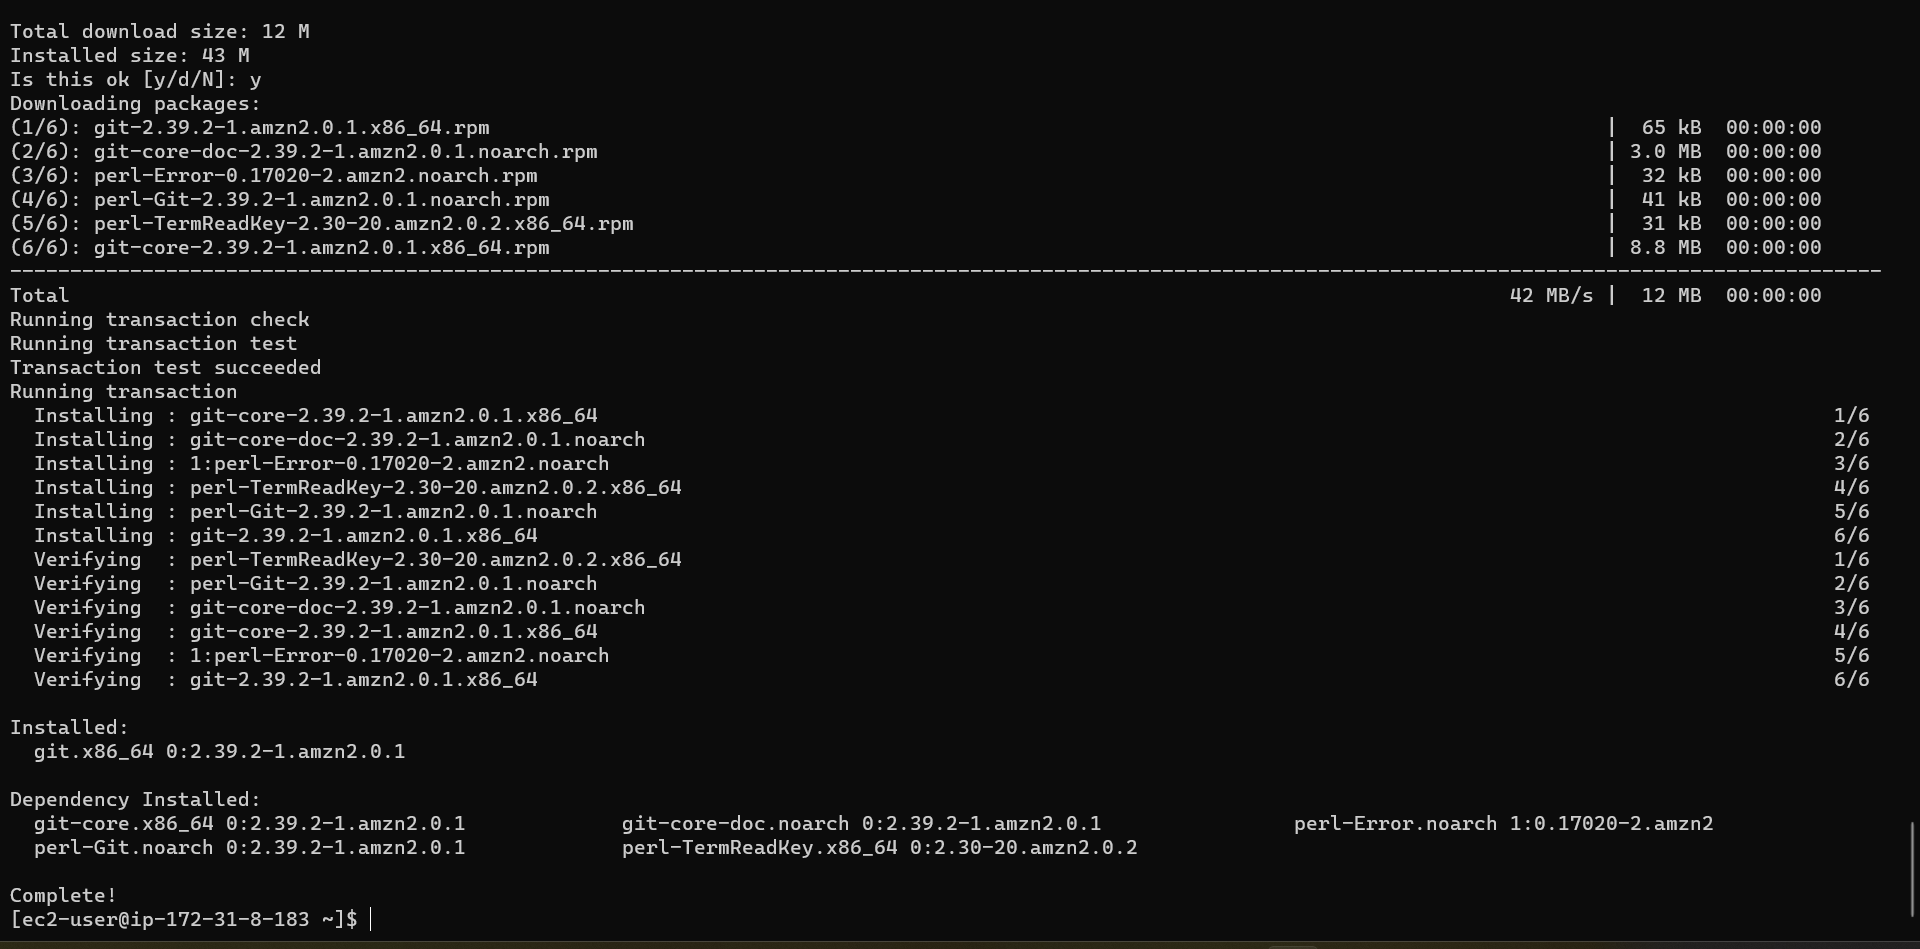 Total download size: 12 M
Installed size: 43 M
Is this ok [y/d/N]: y
Downloading packages:
(1/6): git-2.39.2-1.amzn2.0.1.x86_64.rpm | 65 kB 00:00:00
(2/6): git-core-doc-2.39.2-1.amzn2.0.1.noarch.rpm | 3.0 MB 00:00:00
(3/6): perl-Error-0.17020-2.amzn2.noarch.rpm | 32 kB 00:00:00
(4/6): perl-Git-2.39.2-1.amzn2.0.1.noarch.rpm | 41 kB 00:00:00
(5/6): perl-TermReadKey-2.30-20.amzn2.0.2.x86_64.rpm | 31 kB 00:00:00
(6/6): git-core-2.39.2-1.amzn2.0.1.x86_64.rpm | 8.8 MB 00:00:00
------------------------------------------------------------------------------------------------------------------------------------------------------------
Total 42 MB/s | 12 MB 00:00:00
Running transaction check
Running transaction test
Transaction test succeeded
Running transaction
  Installing : git-core-2.39.2-1.amzn2.0.1.x86_64 1/6
  Installing : git-core-doc-2.39.2-1.amzn2.0.1.noarch 2/6
  Installing : 1:perl-Error-0.17020-2.amzn2.noarch 3/6
  Installing : perl-TermReadKey-2.30-20.amzn2.0.2.x86_64 4/6
  Installing : perl-Git-2.39.2-1.amzn2.0.1.noarch 5/6
  Installing : git-2.39.2-1.amzn2.0.1.x86_64 6/6
  Verifying  : perl-TermReadKey-2.30-20.amzn2.0.2.x86_64 1/6
  Verifying  : perl-Git-2.39.2-1.amzn2.0.1.noarch 2/6
  Verifying  : git-core-doc-2.39.2-1.amzn2.0.1.noarch 3/6
  Verifying  : git-core-2.39.2-1.amzn2.0.1.x86_64 4/6
  Verifying  : 1:perl-Error-0.17020-2.amzn2.noarch 5/6
  Verifying  : git-2.39.2-1.amzn2.0.1.x86_64 6/6

Installed:
  git.x86_64 0:2.39.2-1.amzn2.0.1

Dependency Installed:
  git-core.x86_64 0:2.39.2-1.amzn2.0.1 git-core-doc.noarch 0:2.39.2-1.amzn2.0.1 perl-Error.noarch 1:0.17020-2.amzn2
  perl-Git.noarch 0:2.39.2-1.amzn2.0.1 perl-TermReadKey.x86_64 0:2.30-20.amzn2.0.2

Complete!
[ec2-user@ip-172-31-8-183 ~]$